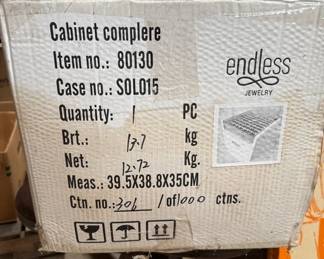 Cabinet complere
Item no.: 80130
Case no.: SOL015
Quantity: 1 PC
Brt.: 13.7 kg
Net: 12.72 Kg.
Meas.: 39.5X38.8X35CM
Ctn. no.: 306 / of 1000 ctns.
endless
JEWELRY